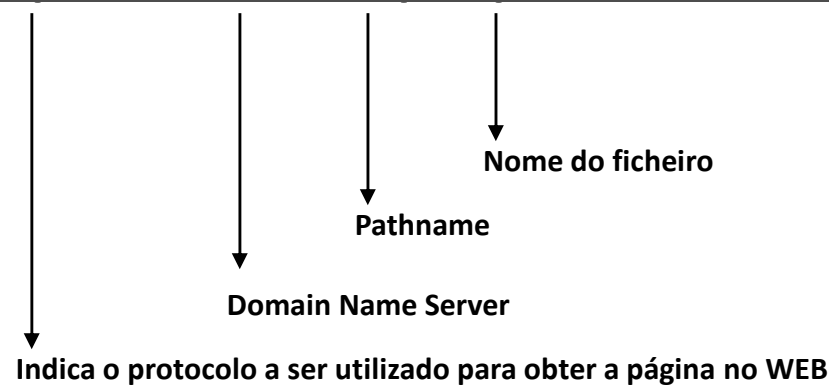 Nome do ficheiro
Pathname
Domain Name Server
Indica o protocolo a ser utilizado para obter a página no WEB